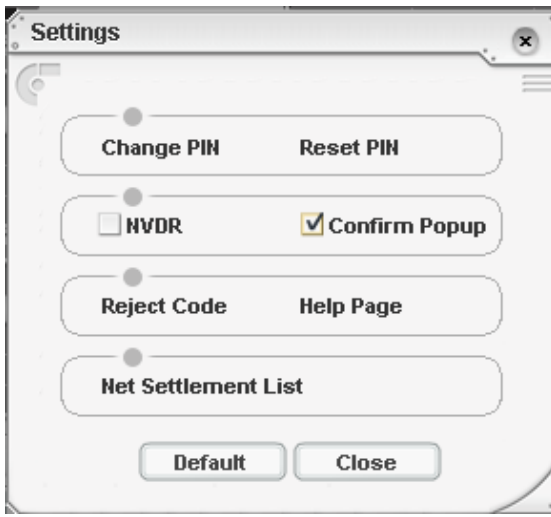 Settings
Change PIN Reset PIN
NVDR Confirm Popup
Reject Code Help Page
Net Settlement List
Default Close